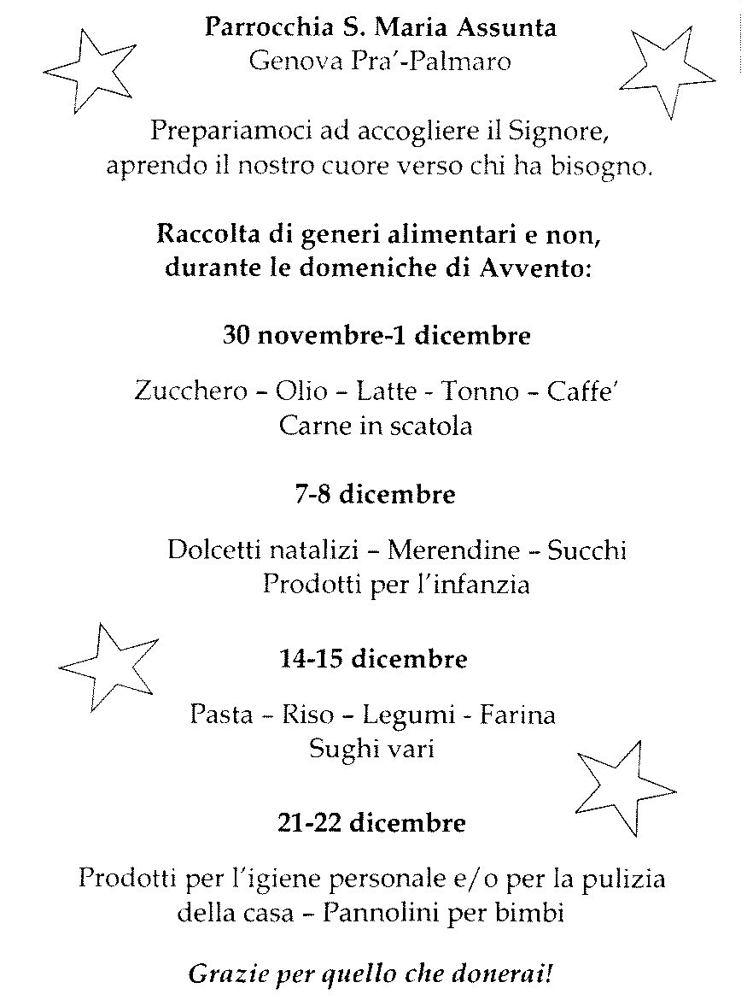 Parrocchia S. Maria Assunta
Genova Pra'-Palmaro
Prepariamoci ad accogliere il Signore,
aprendo il nostro cuore verso chi ha bisogno.
Raccolta di generi alimentari e non,
durante le domeniche di Avvento:
30 novembre-1 dicembre
Zucchero – Olio – Latte - Tonno – Caffe'
Carne in scatola
7-8 dicembre
Dolcetti natalizi – Merendine – Succhi
Prodotti per l'infanzia
14-15 dicembre
Pasta – Riso – Legumi - Farina
Sughi vari
21-22 dicembre
Prodotti per l'igiene personale e/o per la pulizia
della casa – Pannolini per bimbi
Grazie per quello che donerai!